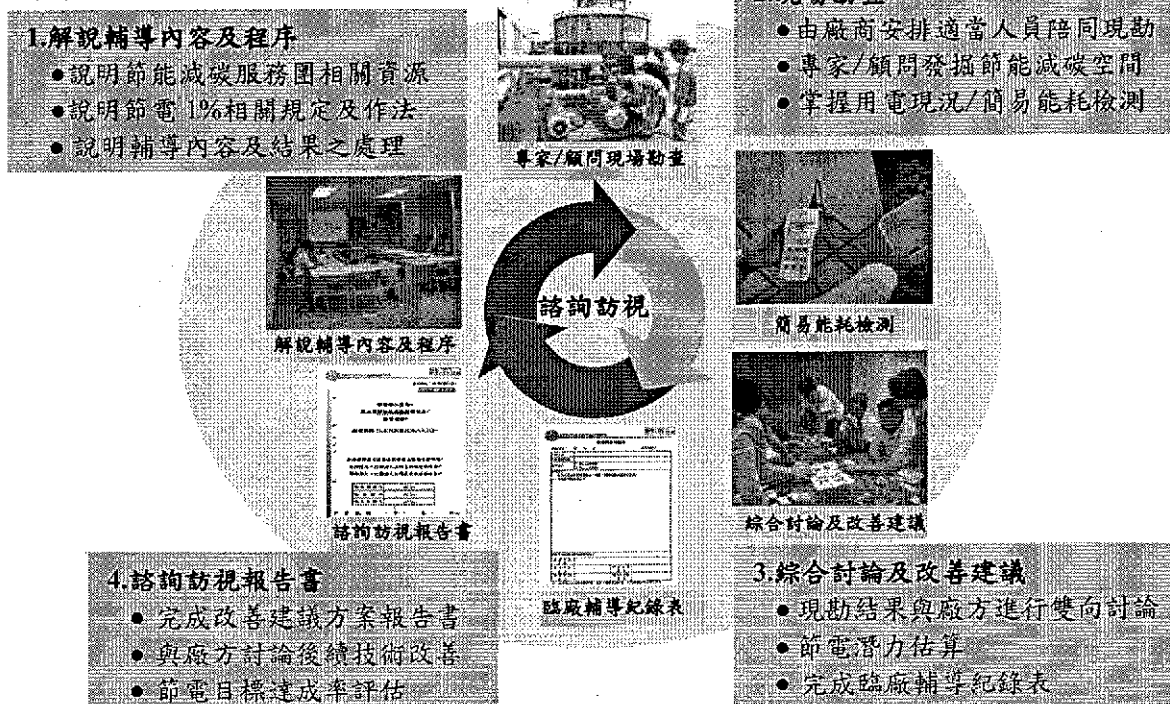 1.解說輔導內容及程序
●說明節能減碳服務團相關資源
●說明節電 1%相關規定及作法
●說明輔導內容及結果之處理
●由廠商安排適當人員陪同現勘
●專家/顧問發掘節能減碳空間
●掌握用電現況/簡易能耗檢測
專家/顧問現場勘查
諮詢訪視
解說輔導內容及程序
簡易能耗檢測
諮詢訪視報告書
臨廠輔導紀錄表
綜合討論及改善建議
4.諮詢訪視報告書
●完成改善建議方案報告書
●與廠方討論後續技術改善
●節電目標達成率評估
3.綜合討論及改善建議
●現勘結果與廠方進行雙向討論
●節電潛力估算
●完成臨廠輔導紀錄表